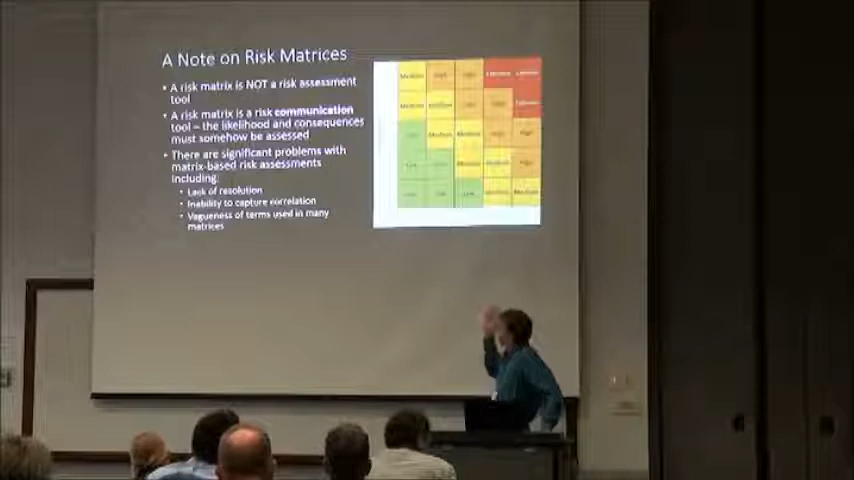 A Note on Risk Matrices
• A risk matrix is NOT a risk assessment
tool
• A risk matrix is a risk communication
tool – the likelihood and consequences
must somehow be assessed
• There are significant problems with
matrix-based risk assessments
including
• Lack of resolution
• Inability to capture correlation
• Vagueness of terms used in many
matrices
Medium High High Extreme Extreme
Medium Medium High High Extreme
Low Medium Medium High High
Low Low Medium Medium High
Low Low Low Medium Medium